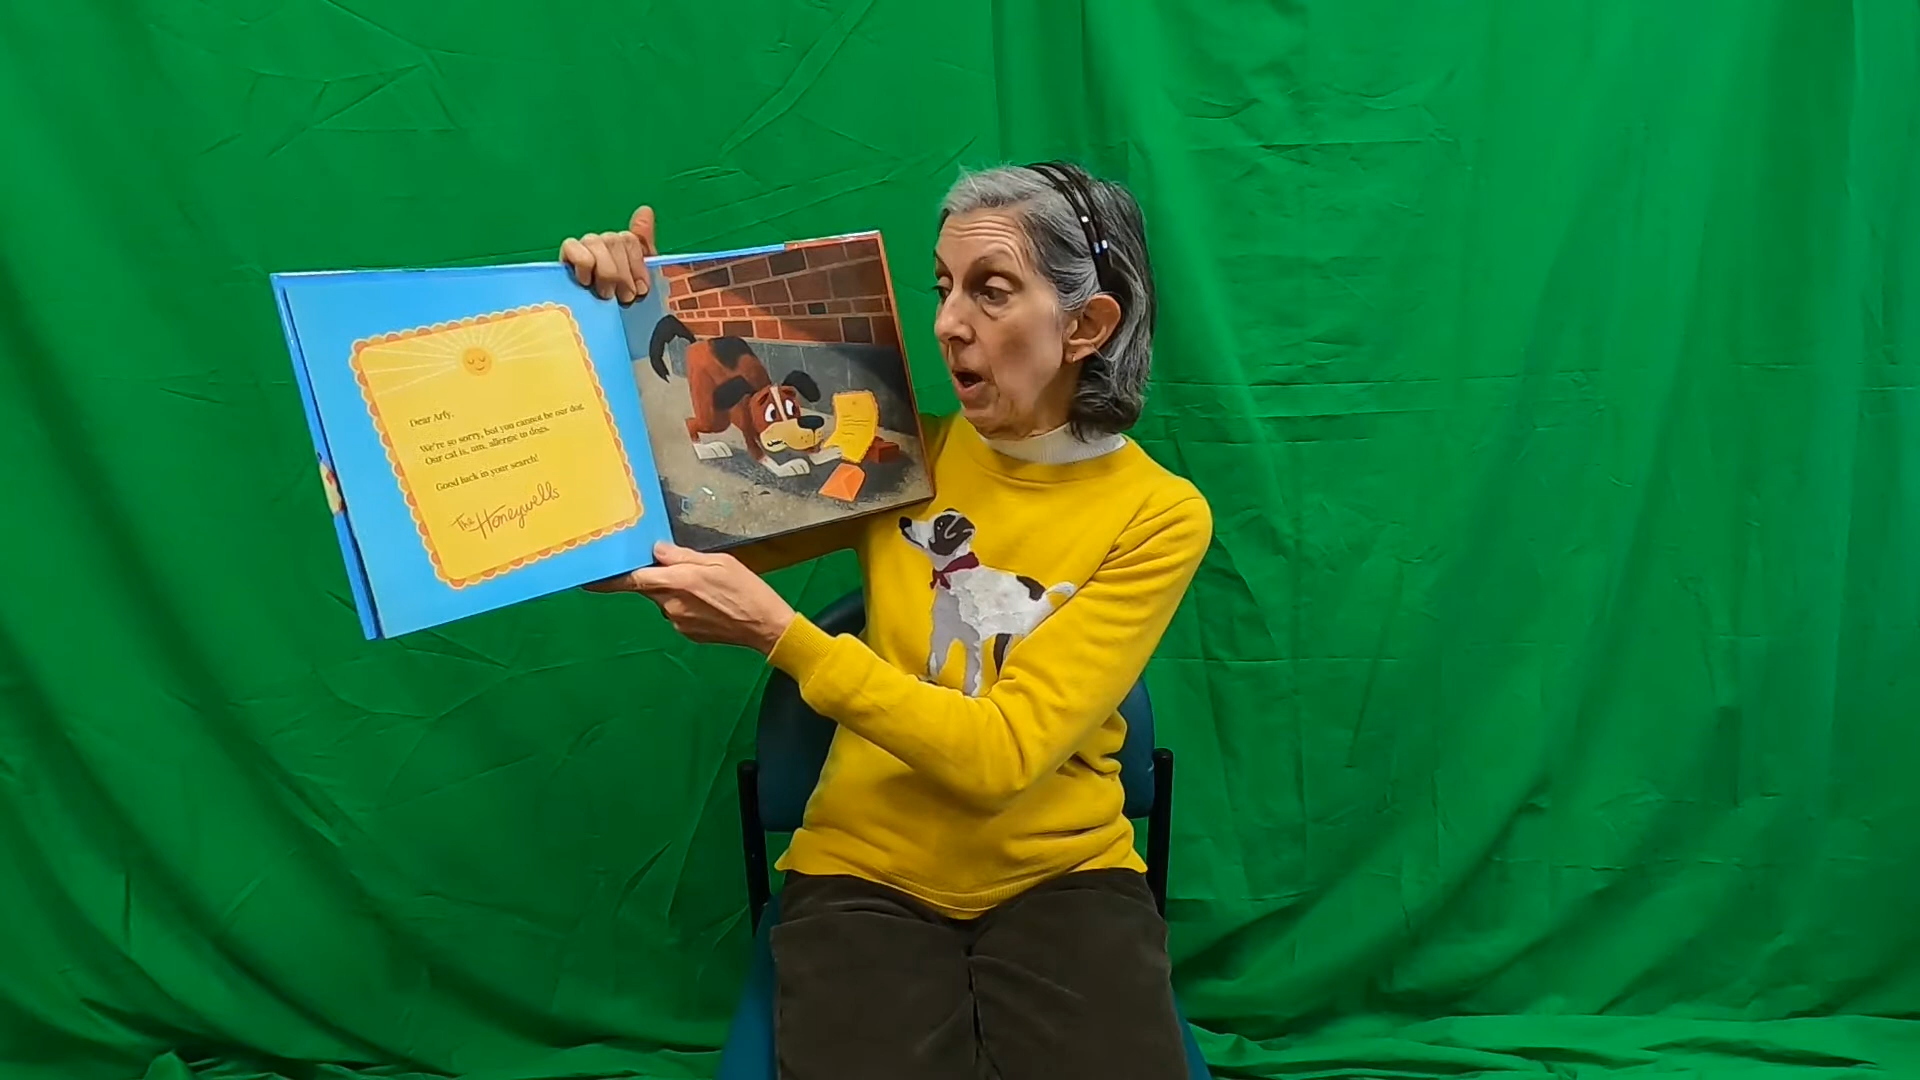 Dear Arfy,
We're so sorry, but you cannot be our dog.
Our cat is, um, allergic to dogs.
Good luck in your search!
The Honeywells